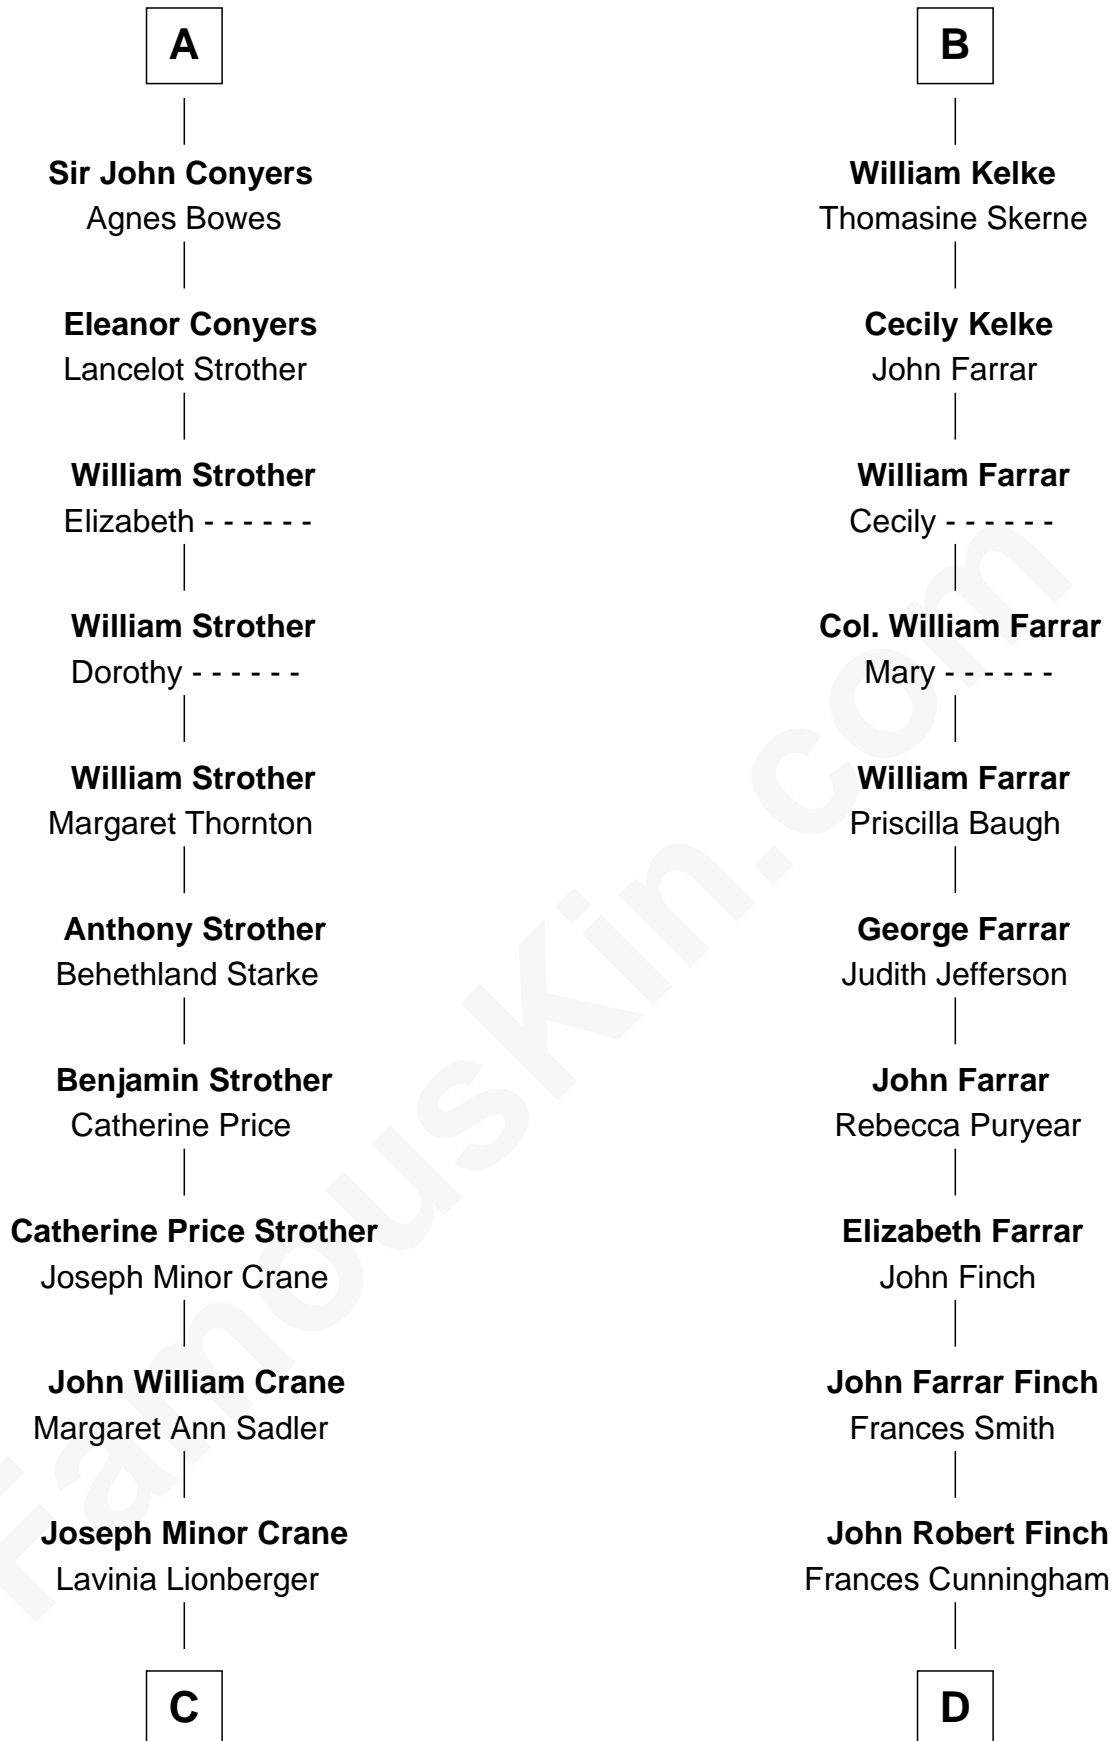 A
Sir John Conyers
Agnes Bowes
Eleanor Conyers
Lancelot Strother
William Strother
Elizabeth - - - - - -
William Strother
Dorothy - - - - - -
William Strother
Margaret Thornton
Anthony Strother
Behethland Starke
Benjamin Strother
Catherine Price
Catherine Price Strother
Joseph Minor Crane
John William Crane
Margaret Ann Sadler
Joseph Minor Crane
Lavinia Lionberger
C
B
William Kelke
Thomasine Skerne
Cecily Kelke
John Farrar
William Farrar
Cecily - - - - - -
Col. William Farrar
Mary - - - - - -
William Farrar
Priscilla Baugh
George Farrar
Judith Jefferson
John Farrar
Rebecca Puryear
Elizabeth Farrar
John Finch
John Farrar Finch
Frances Smith
John Robert Finch
Frances Cunningham
D
FamousKin.com